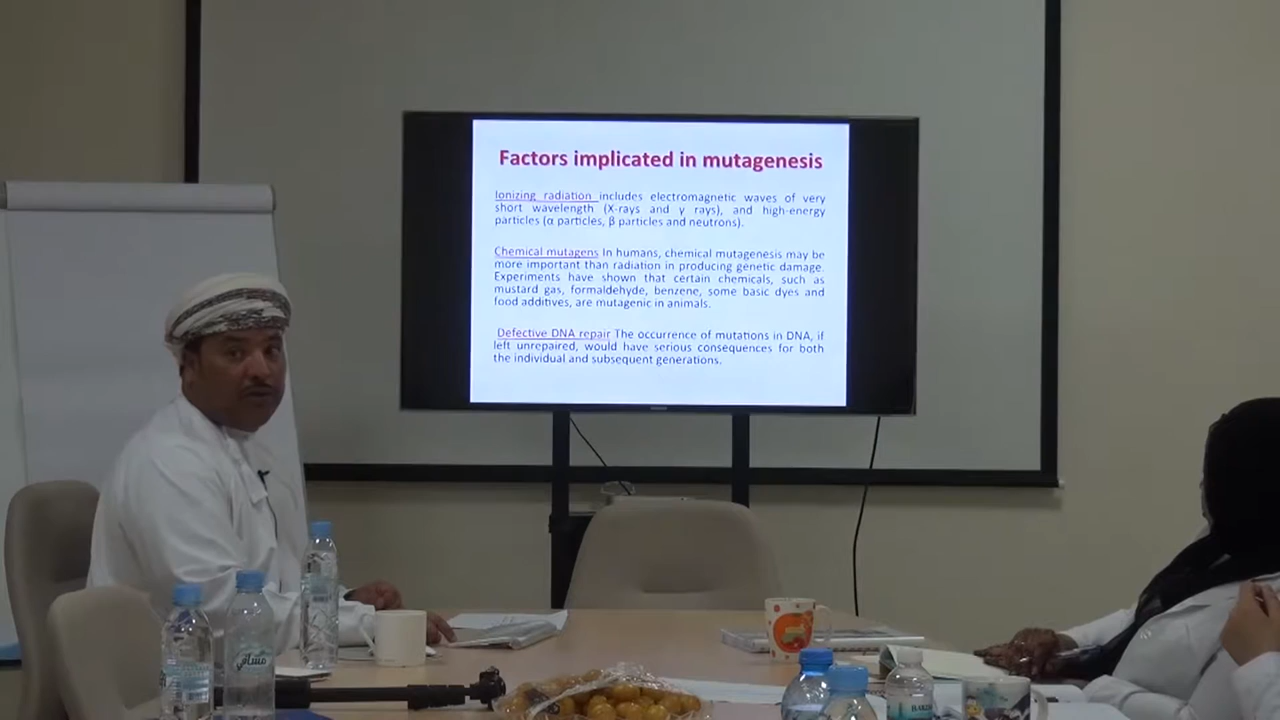 Factors implicated in mutagenesis
Ionizing radiation includes electromagnetic waves of very
short wavelength (X-rays and γ rays), and high-energy
particles (α particles, β particles and neutrons).
Chemical mutagens In humans, chemical mutagenesis may be
more important than radiation in producing genetic damage.
Experiments have shown that certain chemicals, such as
mustard gas, formaldehyde, benzene, some basic dyes and
food additives, are mutagenic in animals.
Defective DNA repair The occurrence of mutations in DNA, if
left unrepaired, would have serious consequences for both
the individual and subsequent generations.